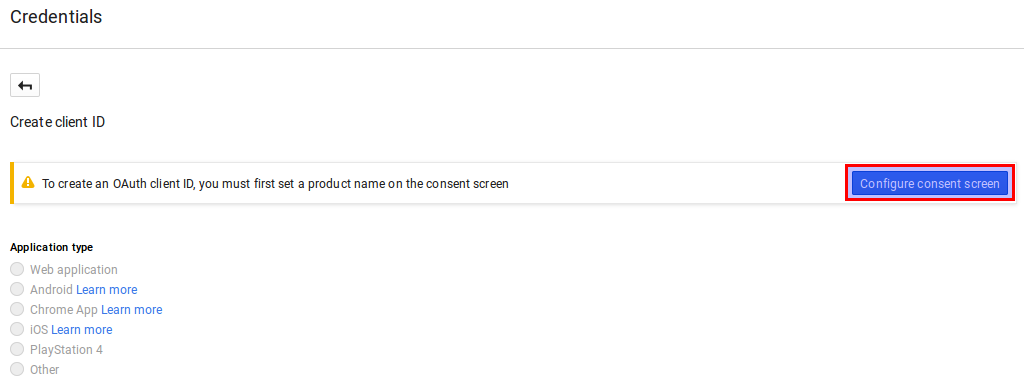 Credentials
Create client ID
To create an OAuth client ID, you must first set a product name on the consent screen
Configure consent screen
Application type
Web application
Android Learn more
Chrome App Learn more
iOS Learn more
PlayStation 4
Other